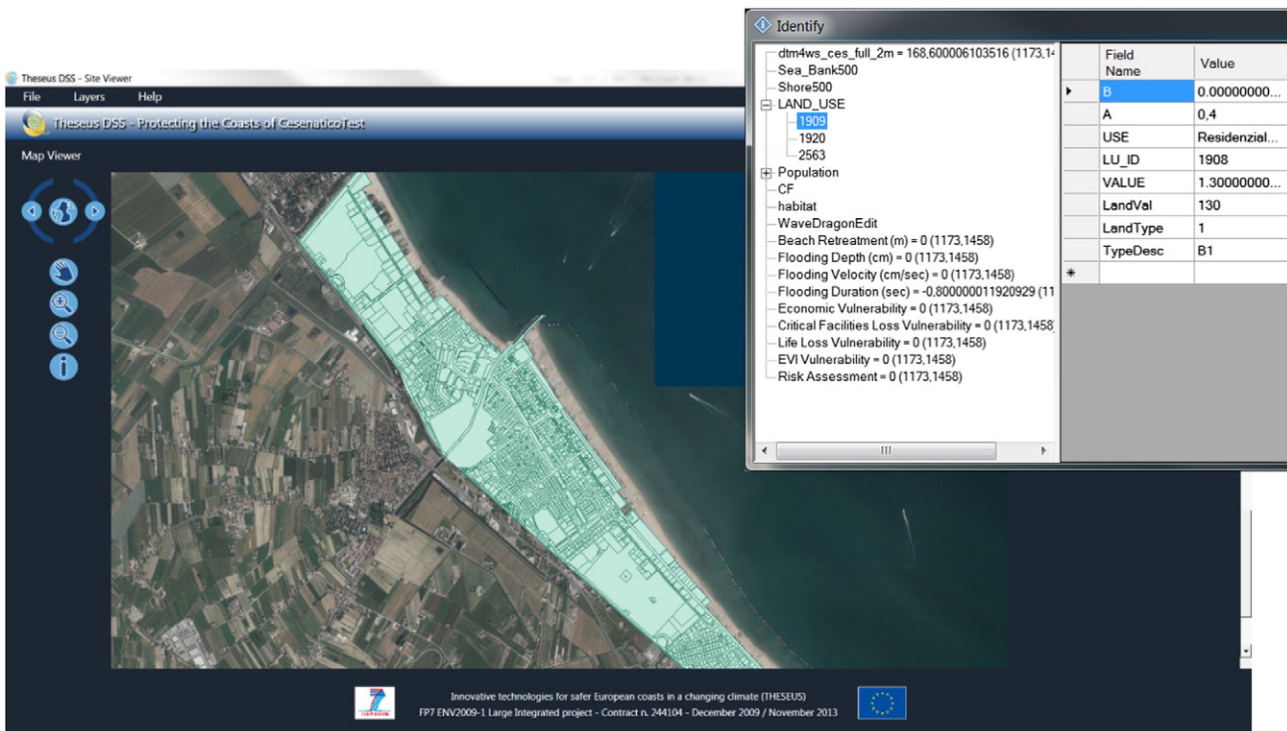 Identify
dtm4ws_ces_full_2m = 168,600006103516 (1173,14
Sea_Bank500
Shore500
LAND_USE
1909
1920
2563
Population
CF
habitat
WaveDragonEdit
Beach Retreatment (m) = 0 (1173,1458)
Flooding Depth (cm) = 0 (1173,1458)
Flooding Velocity (cm/sec) = 0 (1173,1458)
Flooding Duration (sec) = -0,800000011920929 (11
Economic Vulnerability = 0 (1173,1458)
Critical Facilities Loss Vulnerability = 0 (1173,1458
Life Loss Vulnerability = 0 (1173,1458)
EVI Vulnerability = 0 (1173,1458)
Risk Assessment = 0 (1173,1458)
Field Name Value
B 0.00000000...
A 0,4
USE Residenzial...
LU_ID 1908
VALUE 1.30000000...
LandVal 130
LandType 1
TypeDesc B1
Theseus DSS - Site Viewer
File Layers Help
Theseus DSS - Protecting the Coasts of CesenaticoTest
Map Viewer
Innovative technologies for safer European coasts in a changing climate (THESEUS)
FP7 ENV2009-1 Large Integrated project - Contract n. 244104 - December 2009 / November 2013